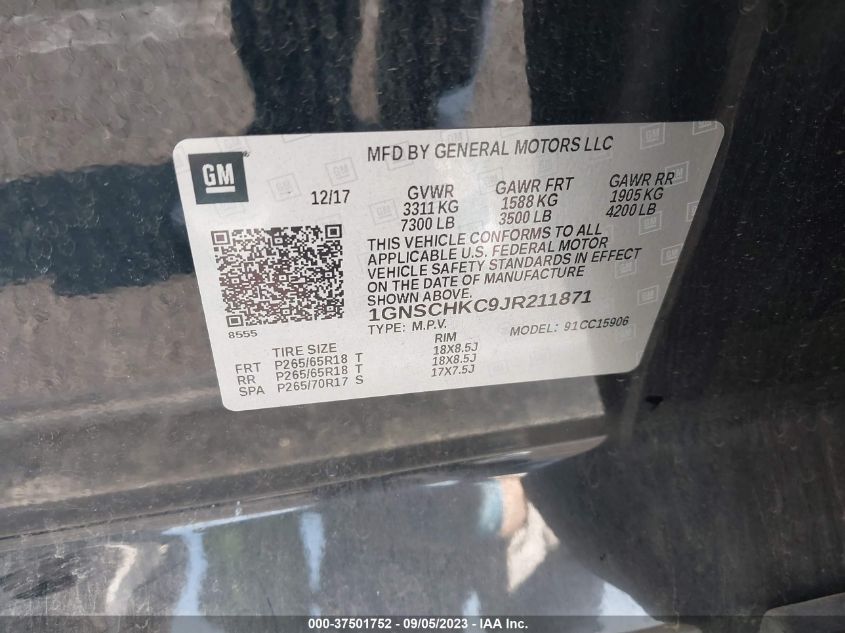 GM
MFD BY GENERAL MOTORS LLC
12/17
GVWR
3311 KG
7300 LB
GAWR FRT
1588 KG
3500 LB
GAWR RR
1905 KG
4200 LB
THIS VEHICLE CONFORMS TO ALL
APPLICABLE U.S. FEDERAL MOTOR
VEHICLE SAFETY STANDARDS IN EFFECT
ON THE DATE OF MANUFACTURE
SHOWN ABOVE.
1GNSCHKC9JR211871
TYPE: M.P.V. MODEL: 91CC15906
8555
TIRE SIZE RIM
FRT P265/65R18 T 18X8.5J
RR P265/65R18 T 18X8.5J
SPA P265/70R17 S 17X7.5J
000-37501752 - 09/05/2023 - IAA Inc.